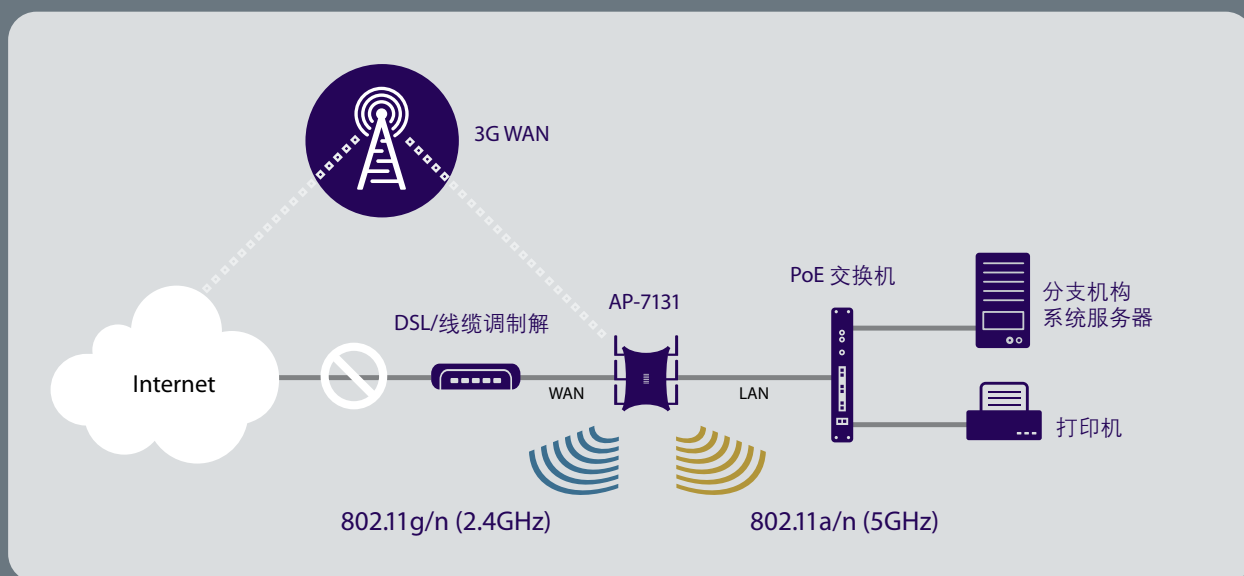 3G WAN
PoE 交换机
AP-7131
分支机构
系统服务器
DSL/线缆调制解
Internet
WAN
LAN
打印机
802.11g/n (2.4GHz)
802.11a/n (5GHz)